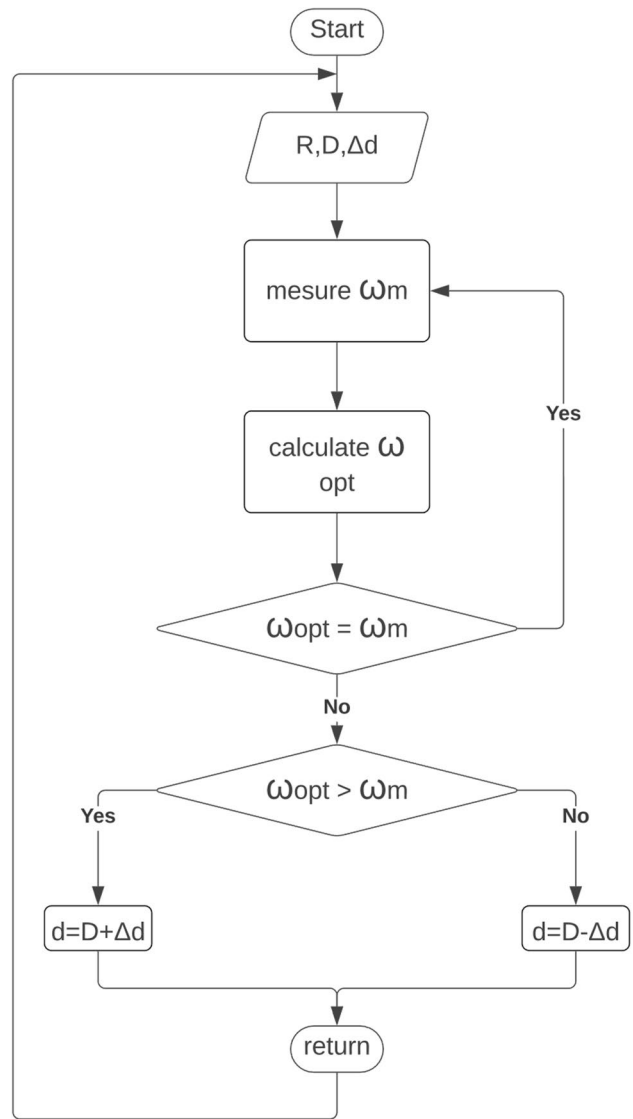 Start
R,D,Δd
mesure ωm
calculate ω
opt
Yes
ωopt = ωm
No
ωopt > ωm
Yes
No
d=D+Δd
d=D-Δd
return